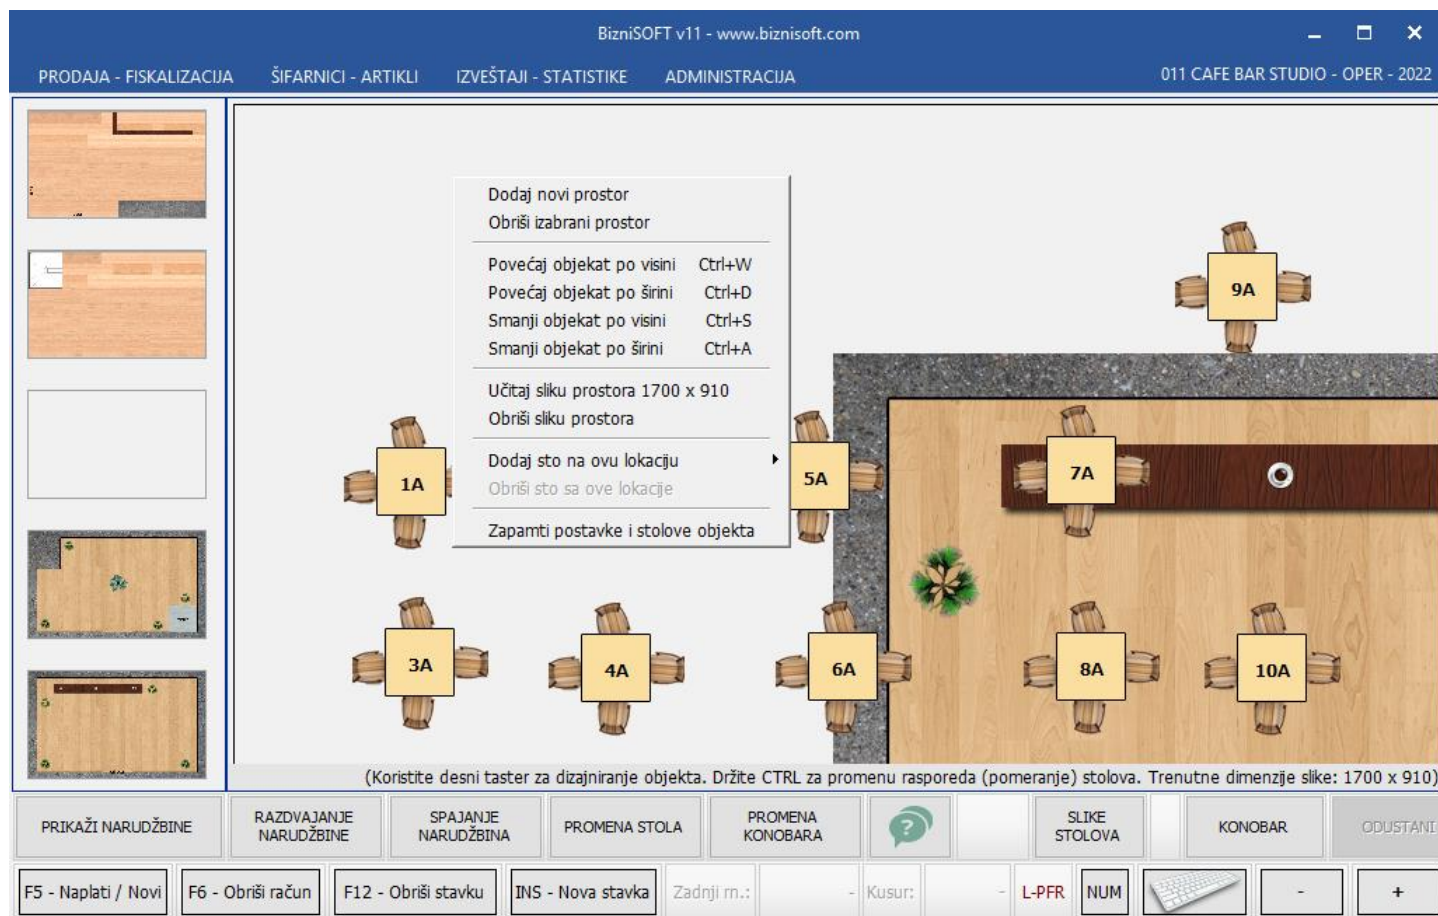 BizniSOFT v11 - www.biznisoft.com
PRODAJA - FISKALIZACIJA ŠIFARNICI - ARTIKLI IZVEŠTAJI - STATISTIKE ADMINISTRACIJA 011 CAFE BAR STUDIO - OPER - 2022
Dodaj novi prostor
Obriši izabrani prostor
Povećaj objekat po visini Ctrl+W
Povećaj objekat po širini Ctrl+D
Smanji objekat po visini Ctrl+S
Smanji objekat po širini Ctrl+A
Učitaj sliku prostora 1700 x 910
Obriši sliku prostora
Dodaj sto na ovu lokaciju
Obriši sto sa ove lokacije
Zapamti postavke i stolove objekta
9A
1A
5A
7A
3A
4A
6A
8A
10A
(Koristite desni taster za dizajniranje objekta. Držite CTRL za promenu rasporeda (pomeranje) stolova. Trenutne dimenzije slike: 1700 x 910)
PRIKAŽI NARUDŽBINE
RAZDVAJANJE
NARUDŽBINE
SPAJANJE
NARUDŽBINA
PROMENA STOLA
PROMENA
KONOBARA
?
SLIKE
STOLOVA
KONOBAR
ODUSTANI
F5 - Naplati / Novi F6 - Obriši račun F12 - Obriši stavku INS - Nova stavka Zadnji rn.: - Kusur: - L-PFR NUM - +